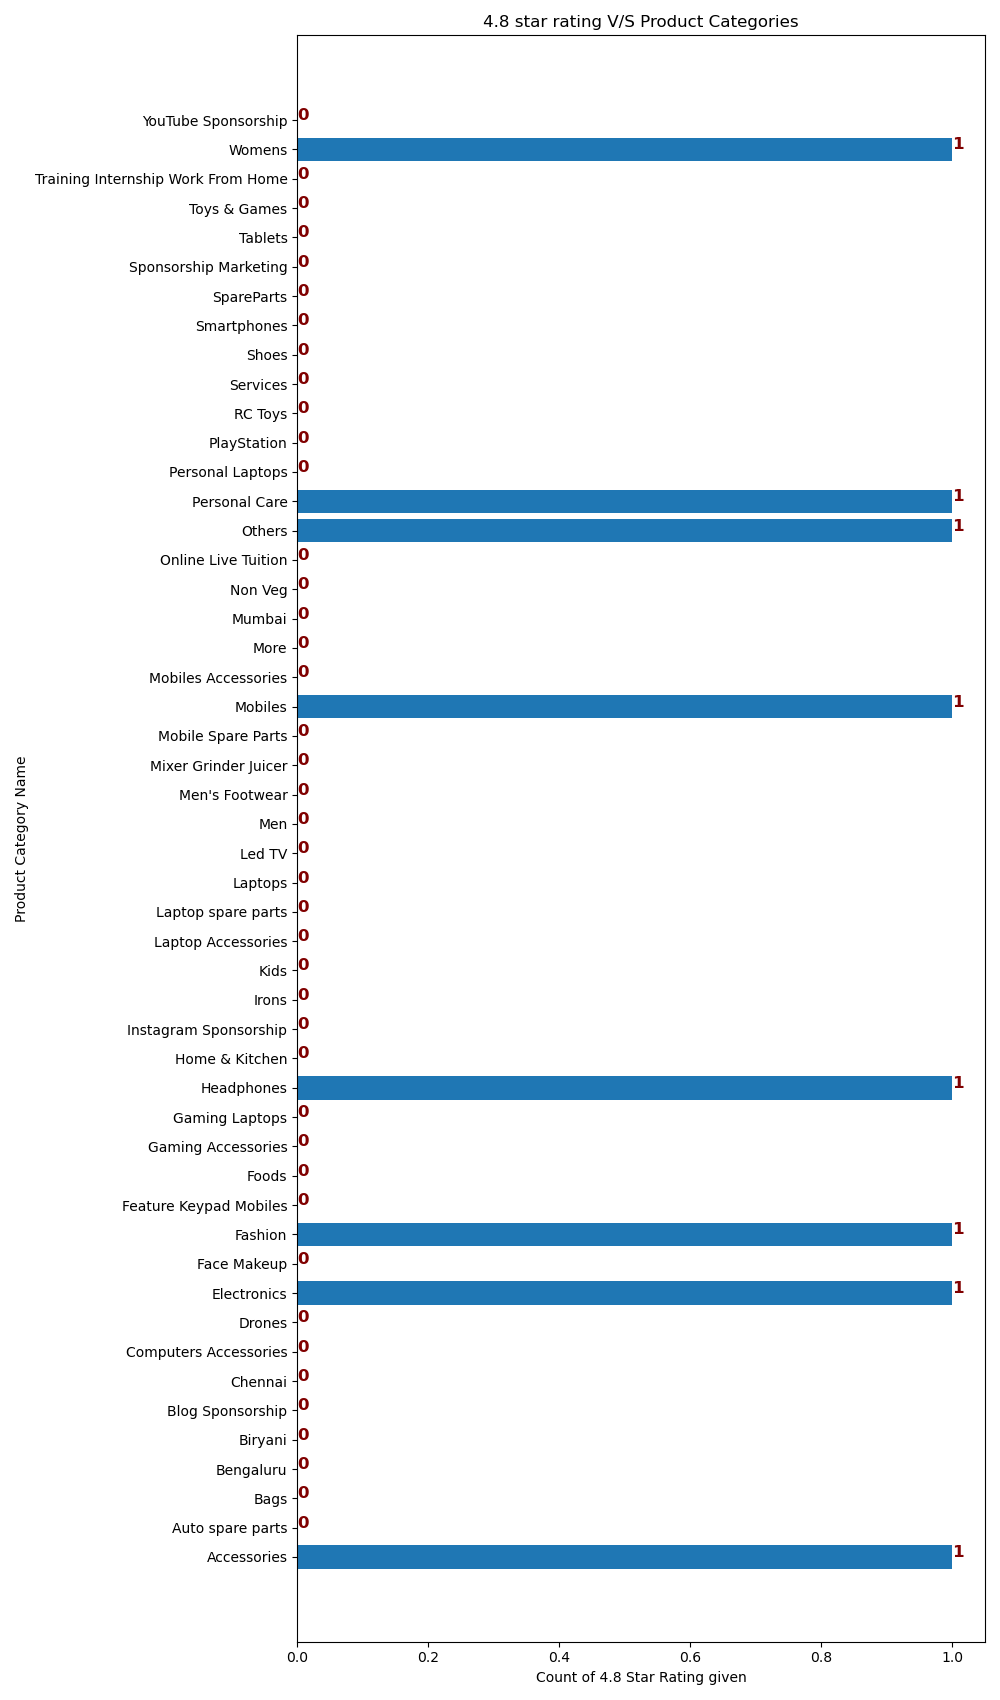 4.8 star rating V/S Product Categories
YouTube Sponsorship 0
Womens 1
Training Internship Work From Home 0
Toys & Games 0
Tablets 0
Sponsorship Marketing 0
SpareParts 0
Smartphones 0
Shoes 0
Services 0
RC Toys 0
PlayStation 0
Personal Laptops 0
Personal Care 1
Others 1
Online Live Tuition 0
Non Veg 0
Mumbai 0
More 0
Mobiles Accessories 0
Mobiles 1
Mobile Spare Parts 0
Mixer Grinder Juicer 0
Men's Footwear 0
Men 0
Led TV 0
Laptops 0
Laptop spare parts 0
Laptop Accessories 0
Kids 0
Irons 0
Instagram Sponsorship 0
Home & Kitchen 0
Headphones 1
Gaming Laptops 0
Gaming Accessories 0
Foods 0
Feature Keypad Mobiles 0
Fashion 1
Face Makeup 0
Electronics 1
Drones 0
Computers Accessories 0
Chennai 0
Blog Sponsorship 0
Biryani 0
Bengaluru 0
Bags 0
Auto spare parts 0
Accessories 1
Product Category Name
0.0 0.2 0.4 0.6 0.8 1.0
Count of 4.8 Star Rating given